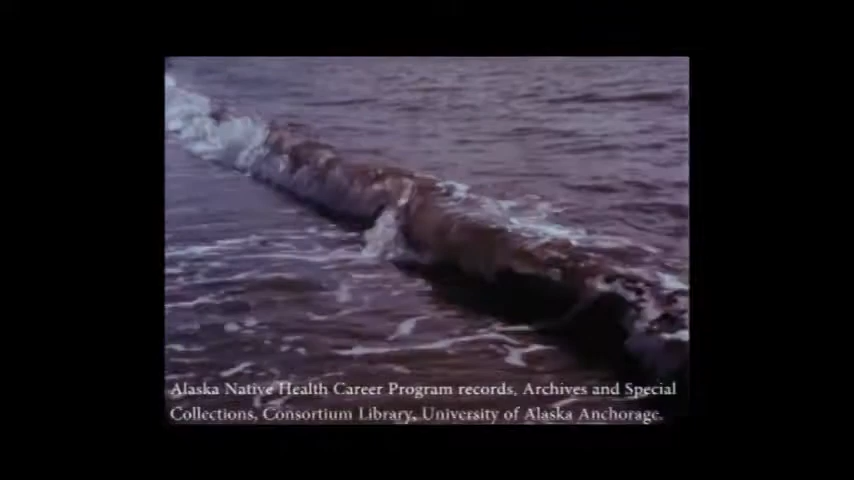 Alaska Native Health Career Program records, Archives and Special
Collections, Consortium Library, University of Alaska Anchorage.